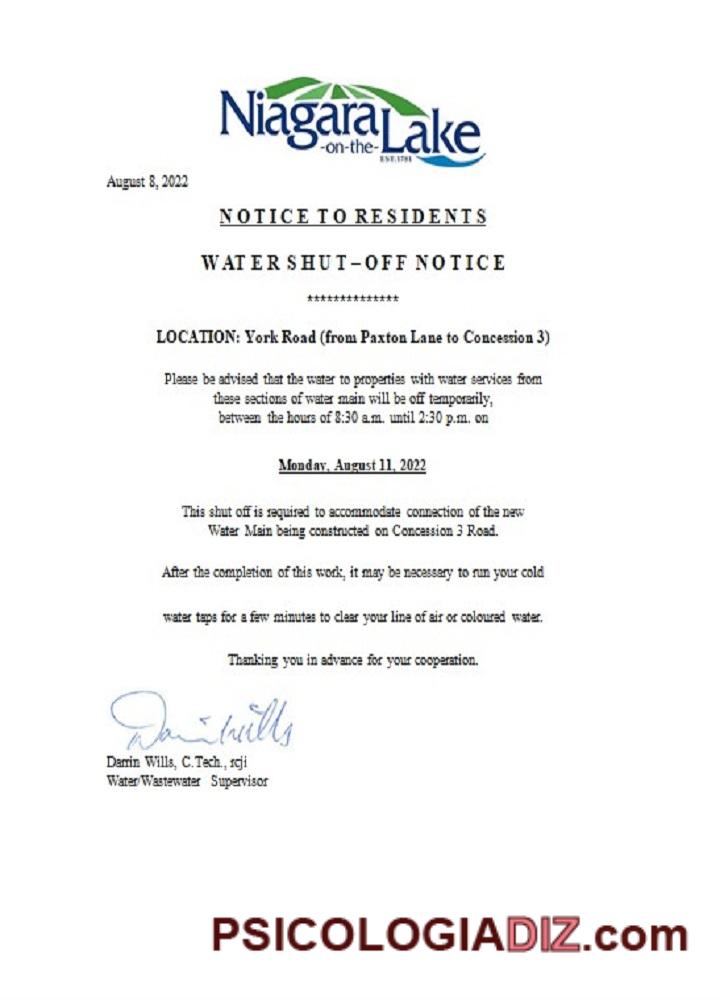 Niagara
-on-the-
Lake
EST. 1781
August 8, 2022
NOTICE TO RESIDENTS
WATER SHUT-OFF NOTICE
**************
LOCATION: York Road (from Paxton Lane to Concession 3)
Please be advised that the water to properties with water services from
these sections of water main will be off temporarily,
between the hours of 8:30 a.m. until 2:30 p.m. on
Monday, August 11, 2022
This shut off is required to accommodate connection of the new
Water Main being constructed on Concession 3 Road.
After the completion of this work, it may be necessary to run your cold
water taps for a few minutes to clear your line of air or coloured water.
Thanking you in advance for your cooperation.
Darrin Wills
Darrin Wills, C.Tech., rcji
Water/Wastewater Supervisor
PSICOLOGIADIZ.com